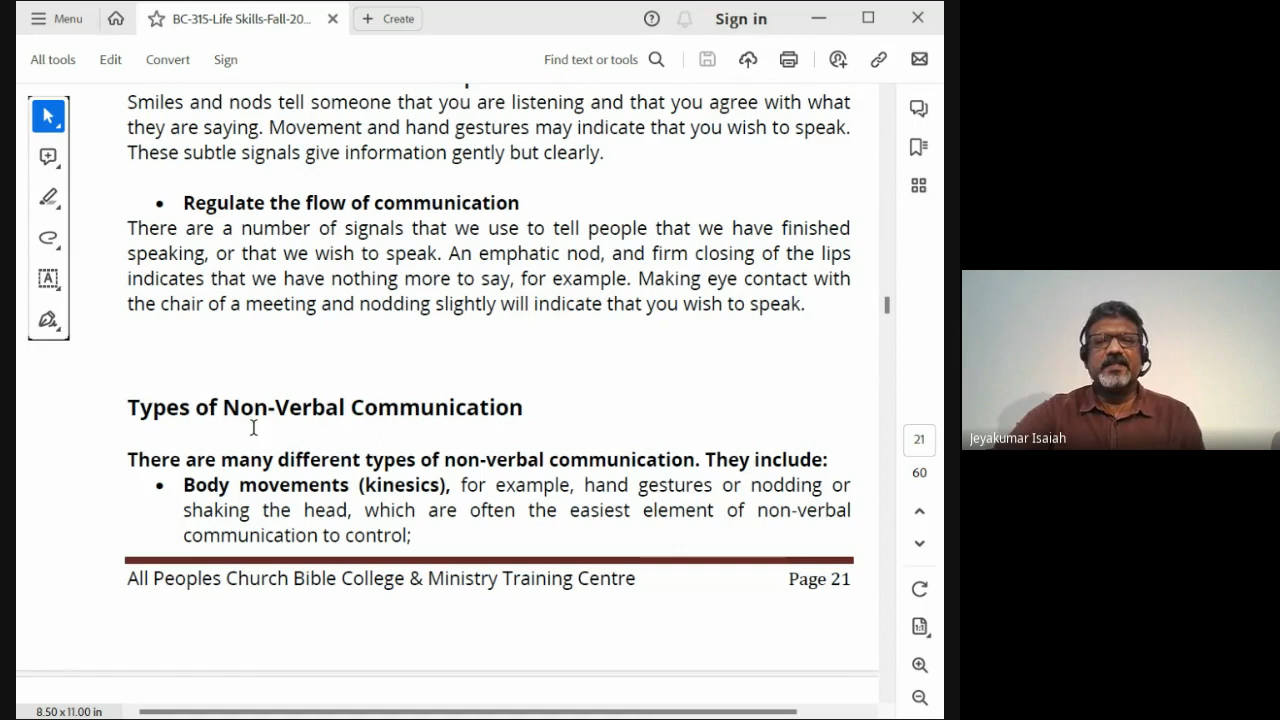 Menu
BC-315-Life Skills-Fall-20...
Create
Sign in
All tools
Edit
Convert
Sign
Find text or tools
Smiles and nods tell someone that you are listening and that you agree with what
they are saying. Movement and hand gestures may indicate that you wish to speak.
These subtle signals give information gently but clearly.
• Regulate the flow of communication
There are a number of signals that we use to tell people that we have finished
speaking, or that we wish to speak. An emphatic nod, and firm closing of the lips
indicates that we have nothing more to say, for example. Making eye contact with
the chair of a meeting and nodding slightly will indicate that you wish to speak.
Types of Non-Verbal Communication
There are many different types of non-verbal communication. They include:
• Body movements (kinesics), for example, hand gestures or nodding or
shaking the head, which are often the easiest element of non-verbal
communication to control;
All Peoples Church Bible College & Ministry Training Centre Page 21
21
60
8.50 x 11.00 in
Jeyakumar Isaiah